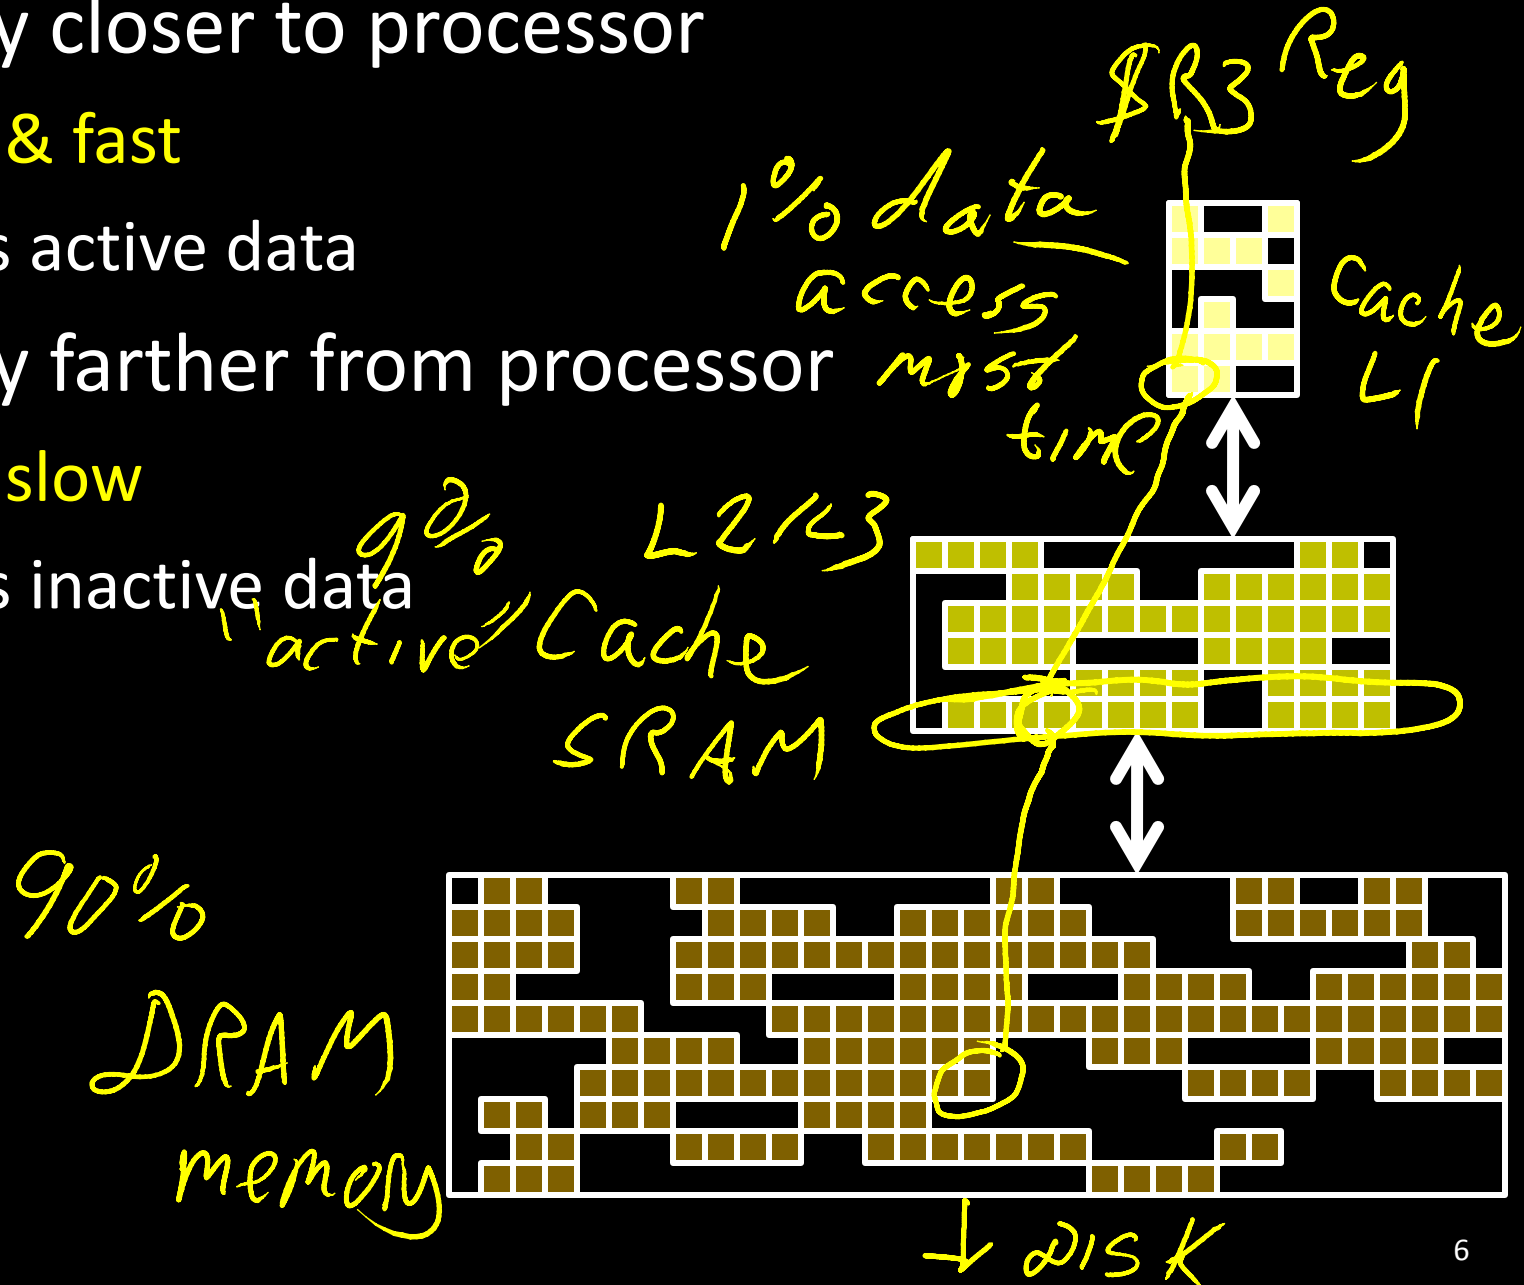 y closer to processor
& fast
s active data
y farther from processor
slow
s inactive data
$R3 Reg
1% data
access
most
time
Cache
L1
9%
"active"
L2/L3
Cache
SRAM
90%
DRAM
memory
↓ DISK
6